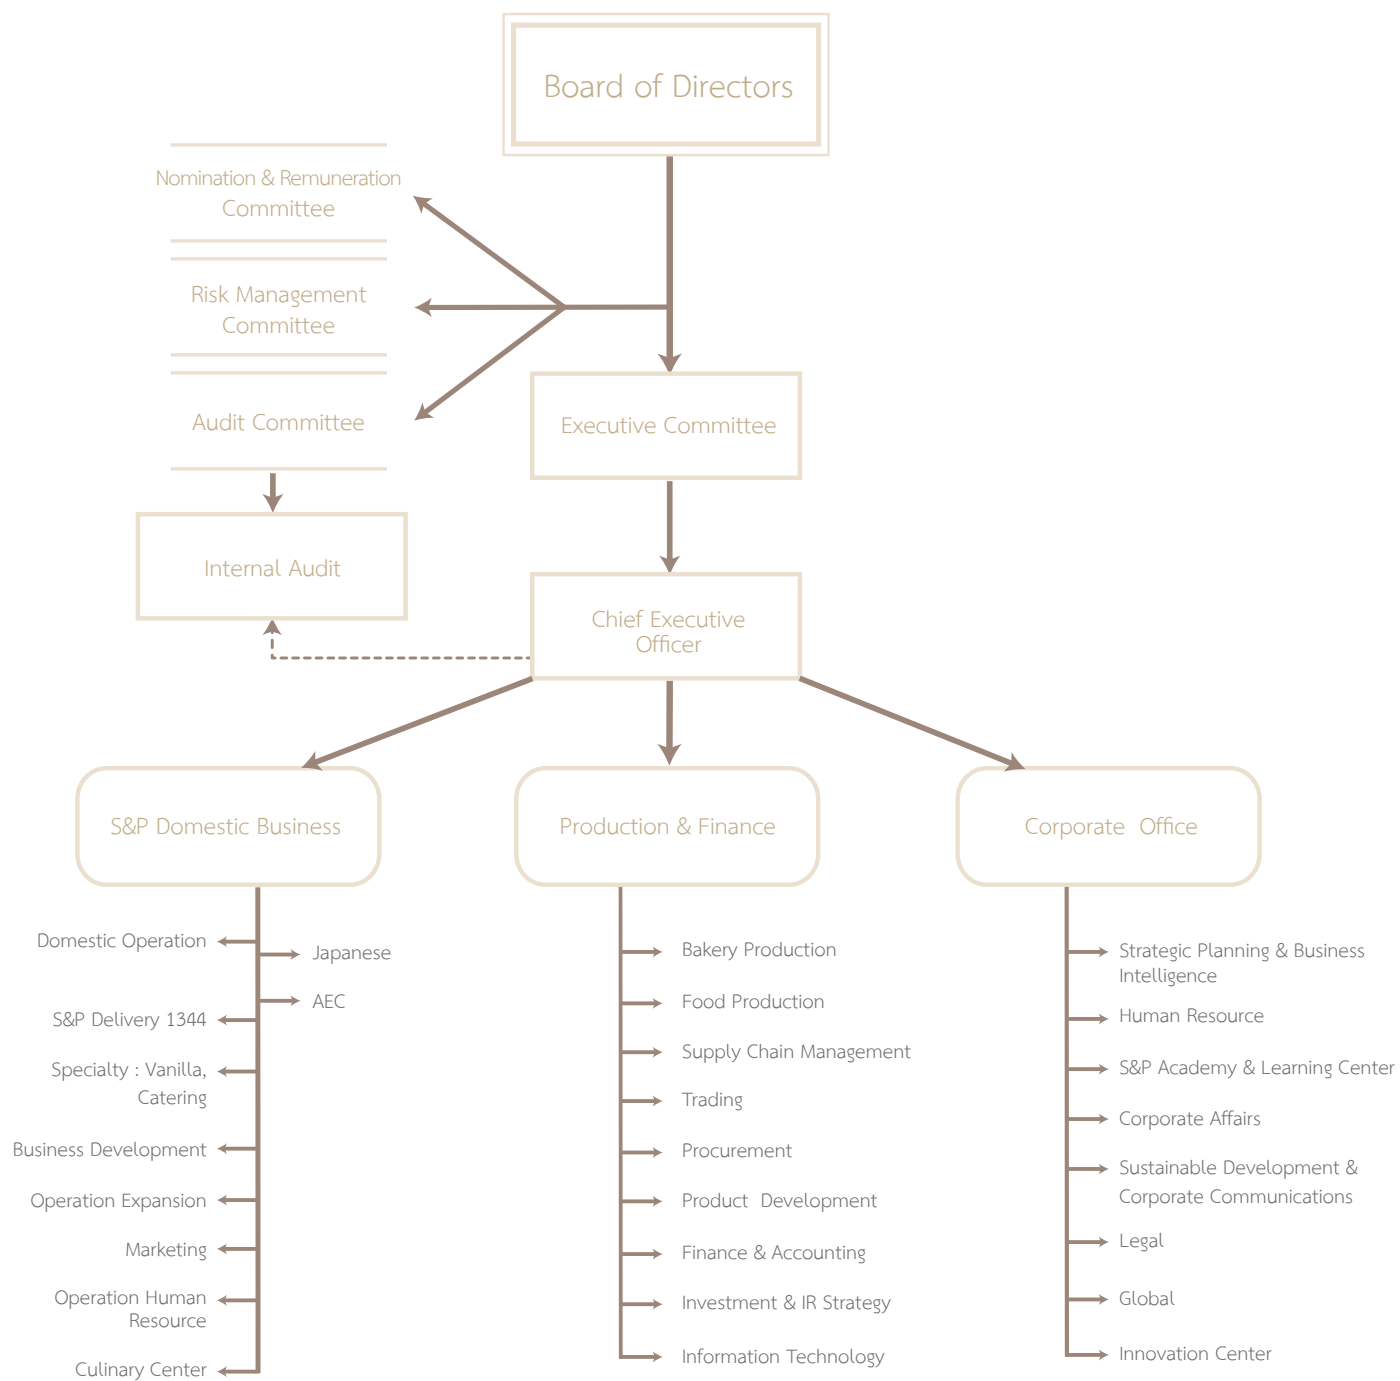 Board of Directors
Nomination & Remuneration
Committee
Risk Management
Committee
Audit Committee
Executive Committee
Internal Audit
Chief Executive
Officer
S&P Domestic Business
Production & Finance
Corporate Office
Domestic Operation
S&P Delivery 1344
Specialty : Vanilla,
Catering
Business Development
Operation Expansion
Marketing
Operation Human
Resource
Culinary Center
Japanese
AEC
Bakery Production
Food Production
Supply Chain Management
Trading
Procurement
Product Development
Finance & Accounting
Investment & IR Strategy
Information Technology
Strategic Planning & Business
Intelligence
Human Resource
S&P Academy & Learning Center
Corporate Affairs
Sustainable Development &
Corporate Communications
Legal
Global
Innovation Center